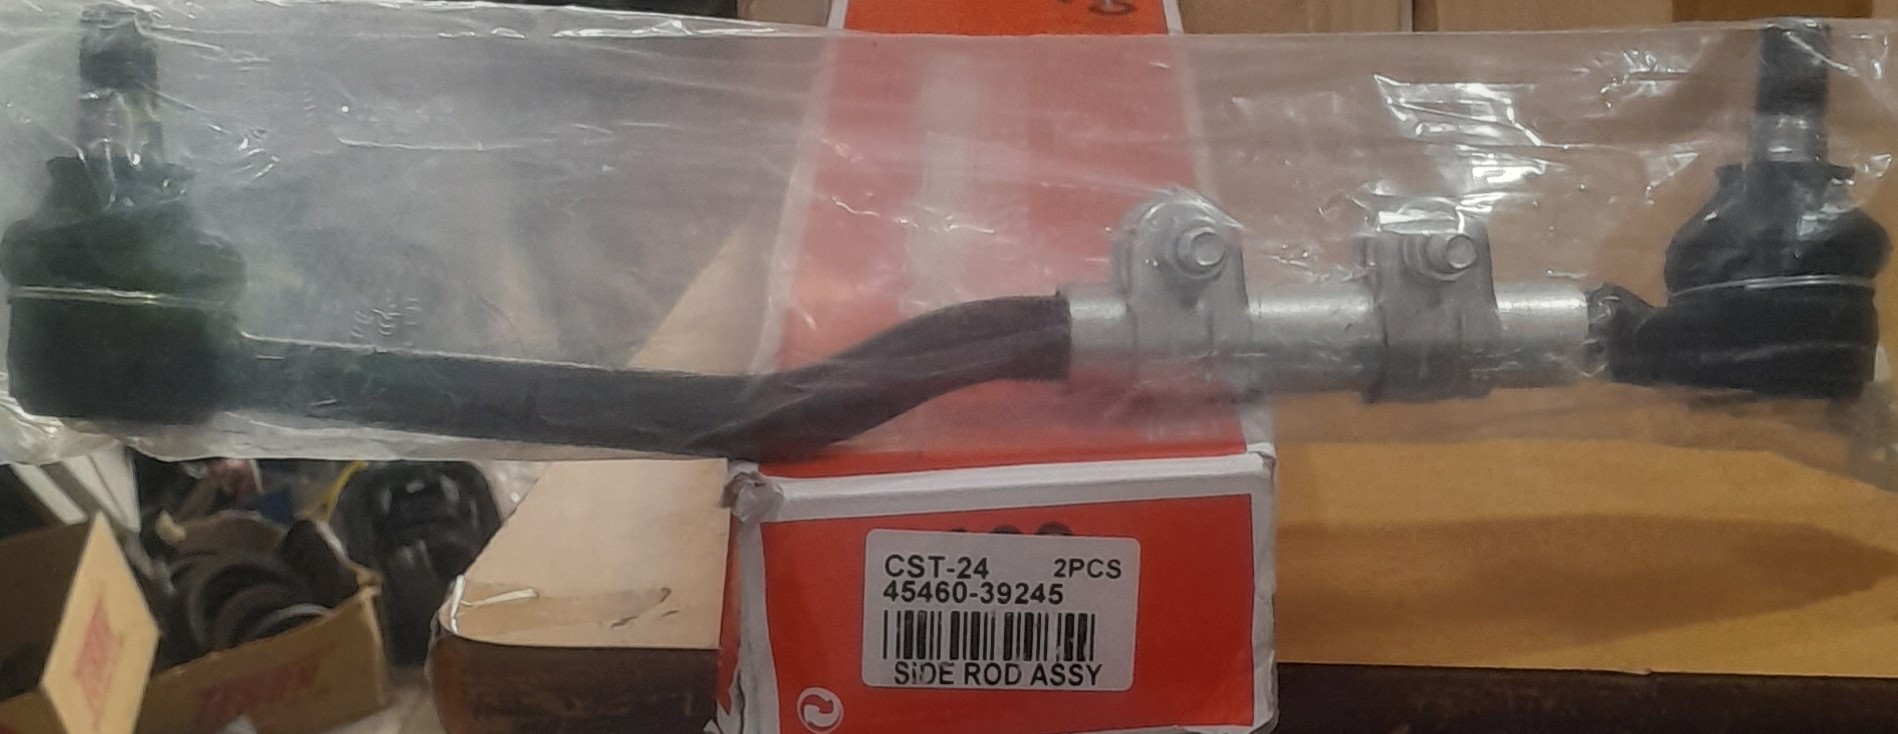 CST-24 2PCS
45460-39245
SIDE ROD ASSY